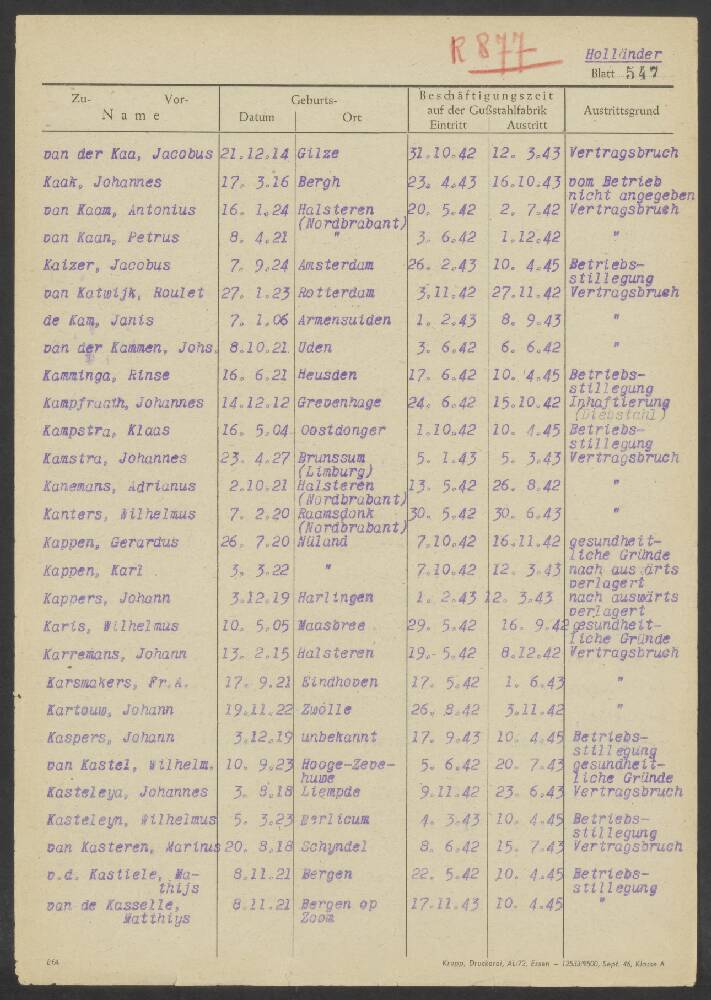 R 877
Holländer
Blatt 547
Zu- Vor- Geburts- Beschäftigungszeit
auf der Gußstahlfabrik Austrittsgrund
Name Datum Ort Eintritt Austritt
van der Kaa, Jacobus 21.12.14 Gilze 31.10.42 12. 3.43 Vertragsbruch
Kaak, Johannes 17. 3.16 Bergh 23. 4.43 16.10.43 vom Betrieb
nicht angegeben
van Kaam, Antonius 16. 1.24 Halsteren 20. 5.42 2. 7.42 Vertragsbruch
(Nordbrabant)
van Kaan, Petrus 8. 4.21 " 3. 6.42 1.12.42 "
Kaizer, Jacobus 7. 9.24 Amsterdam 26. 2.43 10. 4.45 Betriebs-
stillegung
van Katwijk, Roulet 27. 1.23 Rotterdam 3.11.42 27.11.42 Vertragsbruch
de Kam, Janis 7. 1.06 Armensuiden 1. 2.43 8. 9.43 "
van der Kammen, Johs. 8.10.21 Uden 3. 6.42 6. 6.42 "
Kamminga, Rinse 16. 6.21 Heusden 17. 6.42 10. 4.45 Betriebs-
stillegung
Kampfraath, Johannes 14.12.12 Grevenhage 24. 6.42 15.10.42 Inhaftierung
(Diebstahl)
Kampstra, Klaas 16. 5.04 Oostdonger 1.10.42 10. 4.45 Betriebs-
stillegung
Kamstra, Johannes 23. 4.27 Brunssum 5. 1.43 5. 3.43 Vertragsbruch
(Limburg)
Kanemans, Adrianus 2.10.21 Halsteren 13. 5.42 26. 8.42 "
(Nordbrabant)
Kanters, Wilhelmus 7. 2.20 Raamsdonk 30. 5.42 30. 6.43 "
(Nordbrabant)
Kappen, Gerardus 26. 7.20 Nüland 7.10.42 16.11.42 gesundheit-
liche Gründe
Kappen, Karl 3. 3.22 " 7.10.42 12. 3.43 nach aus ärts
verlagert
Kappers, Johann 3.12.19 Harlingen 1. 2.43 12. 3.43 nach auswärts
verlagert
Karis, Wilhelmus 10. 5.05 Maasbree 29. 5.42 16. 9.42 gesundheit-
liche Gründe
Karremans, Johann 13. 2.15 Halsteren 19. 5.42 8.12.42 Vertragsbruch
Karsmakers, Fr.A. 17. 9.21 Eindhoven 17. 5.42 1. 6.43 "
Kartouw, Johann 19.11.22 Zwölle 26. 8.42 3.11.42 "
Kaspers, Johann 3.12.19 unbekannt 17. 9.43 10. 4.45 Betriebs-
stillegung
van Kastel, Wilhelm. 10. 9.23 Hooge-Zeve- 5. 6.42 20. 7.43 gesundheit-
huwe liche Gründe
Kasteleyd, Johannes 3. 8.18 Liempde 9.11.42 23. 6.43 Vertragsbruch
Kasteleyn, Wilhelmus 5. 3.23 Berlicum 4. 3.43 10. 4.45 Betriebs-
stillegung
van Kasteren, Marinus 20. 8.18 Schyndel 8. 6.42 15. 7.43 Vertragsbruch
v.d. Kastiele, Ma- 8.11.21 Bergen 22. 5.42 10. 4.45 Betriebs-
thijs stillegung
van de Kasselle, 8.11.21 Bergen op 17.11.43 10. 4.45 "
Matthiys Zoom
Krupp, Druckerei, Essen — Sept. 46, Klasse A